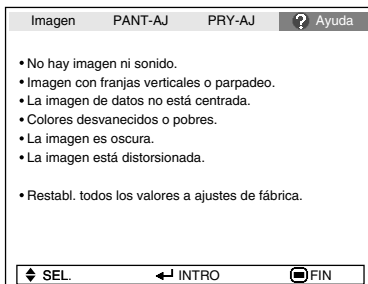 Imagen PANT-AJ PRY-AJ ? Ayuda
• No hay imagen ni sonido.
• Imagen con franjas verticales o parpadeo.
• La imagen de datos no está centrada.
• Colores desvanecidos o pobres.
• La imagen es oscura.
• La imagen está distorsionada.
• Restabl. todos los valores a ajustes de fábrica.
SEL. INTRO FIN